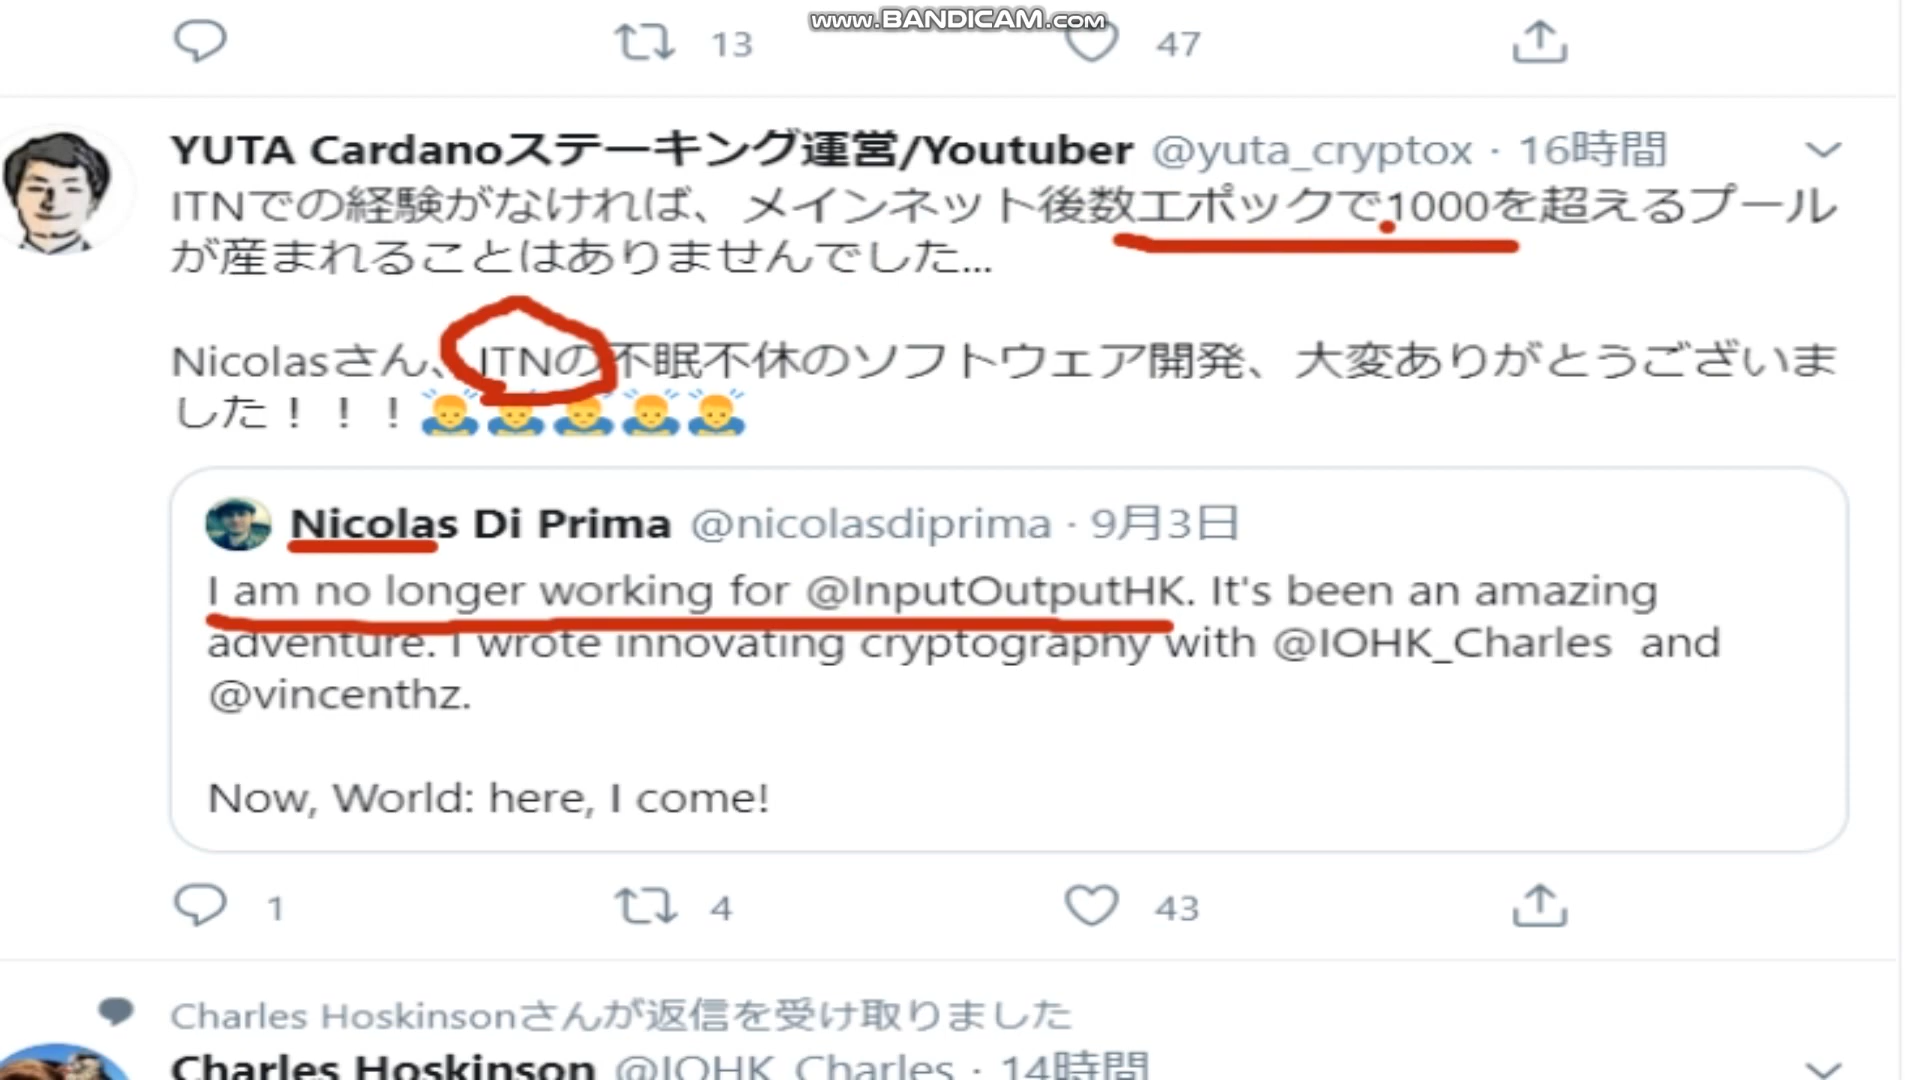 www.BANDICAM.com
13 47
YUTA Cardanoステーキング運営/Youtuber @yuta_cryptox · 16時間
ITNでの経験がなければ、メインネット後数エポックで1000を超えるプール
が産まれることはありませんでした...
Nicolasさん、ITNの不眠不休のソフトウェア開発、大変ありがとうございま
した！！！
Nicolas Di Prima @nicolasdiprima · 9月3日
I am no longer working for @InputOutputHK. It's been an amazing
adventure. I wrote innovating cryptography with @IOHK_Charles and
@vincenthz.
Now, World: here, I come!
1 4 43
Charles Hoskinsonさんが返信を受け取りました
Charles Hoskinson @IOHK_Charles · 14時間